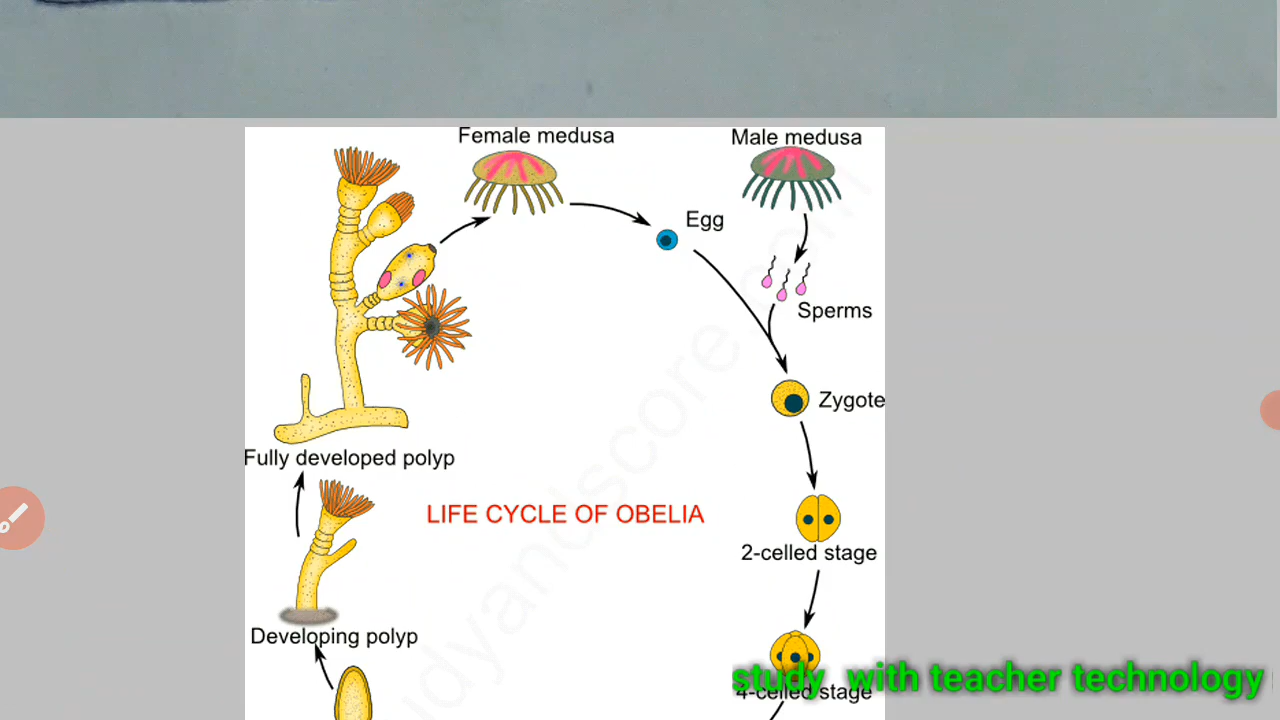 Female medusa
Male medusa
Egg
Sperms
Zygote
Fully developed polyp
LIFE CYCLE OF OBELIA
2-celled stage
Developing polyp
4-celled stage
study with teacher technology